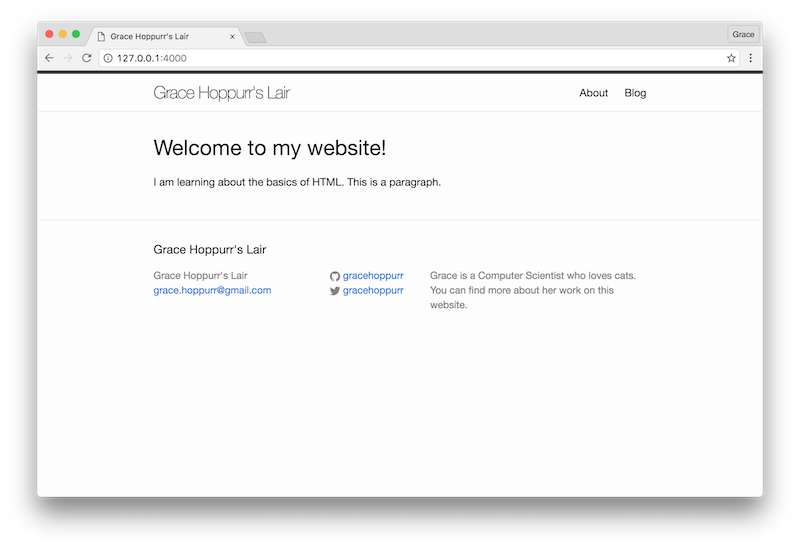 Grace Hoppurr's Lair
Grace
127.0.0.1:4000
Grace Hoppurr's Lair
About
Blog
Welcome to my website!
I am learning about the basics of HTML. This is a paragraph.
Grace Hoppurr's Lair
Grace Hoppurr's Lair
grace.hoppurr@gmail.com
gracehoppurr
gracehoppurr
Grace is a Computer Scientist who loves cats.
You can find more about her work on this
website.